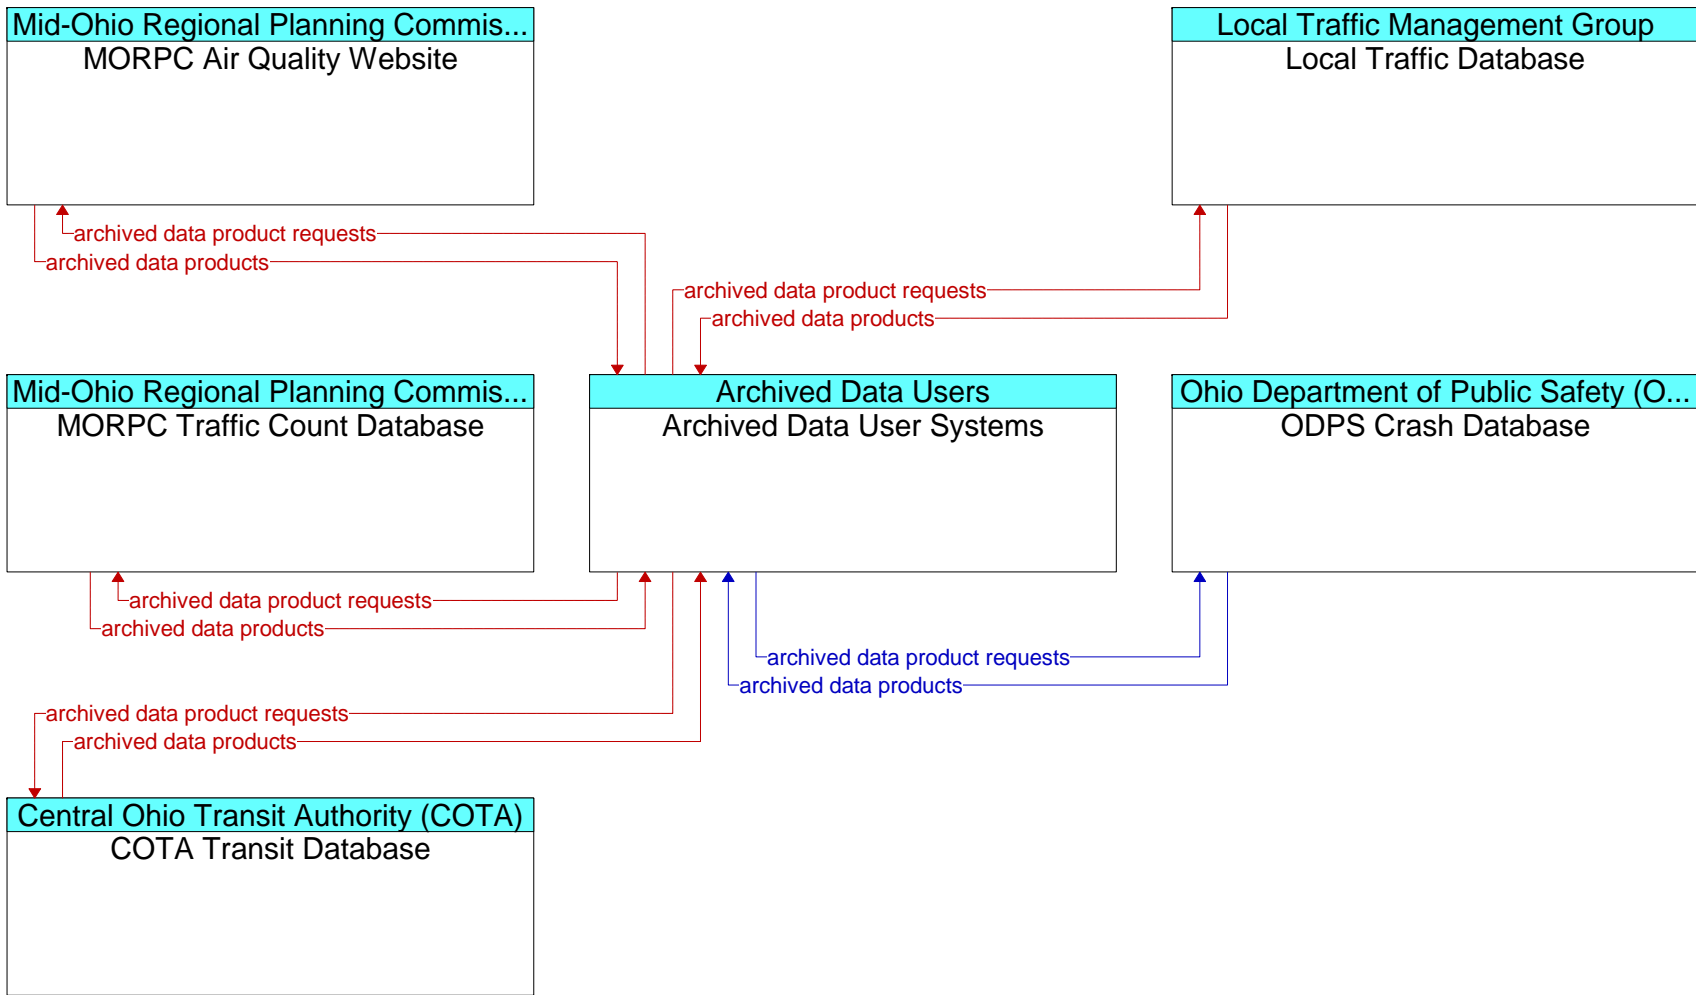 Mid-Ohio Regional Planning Commis...
MORPC Air Quality Website
Local Traffic Management Group
Local Traffic Database
archived data product requests
archived data products
archived data product requests
archived data products
Mid-Ohio Regional Planning Commis...
MORPC Traffic Count Database
Archived Data Users
Archived Data User Systems
Ohio Department of Public Safety (O...
ODPS Crash Database
archived data product requests
archived data products
archived data product requests
archived data products
archived data product requests
archived data products
Central Ohio Transit Authority (COTA)
COTA Transit Database